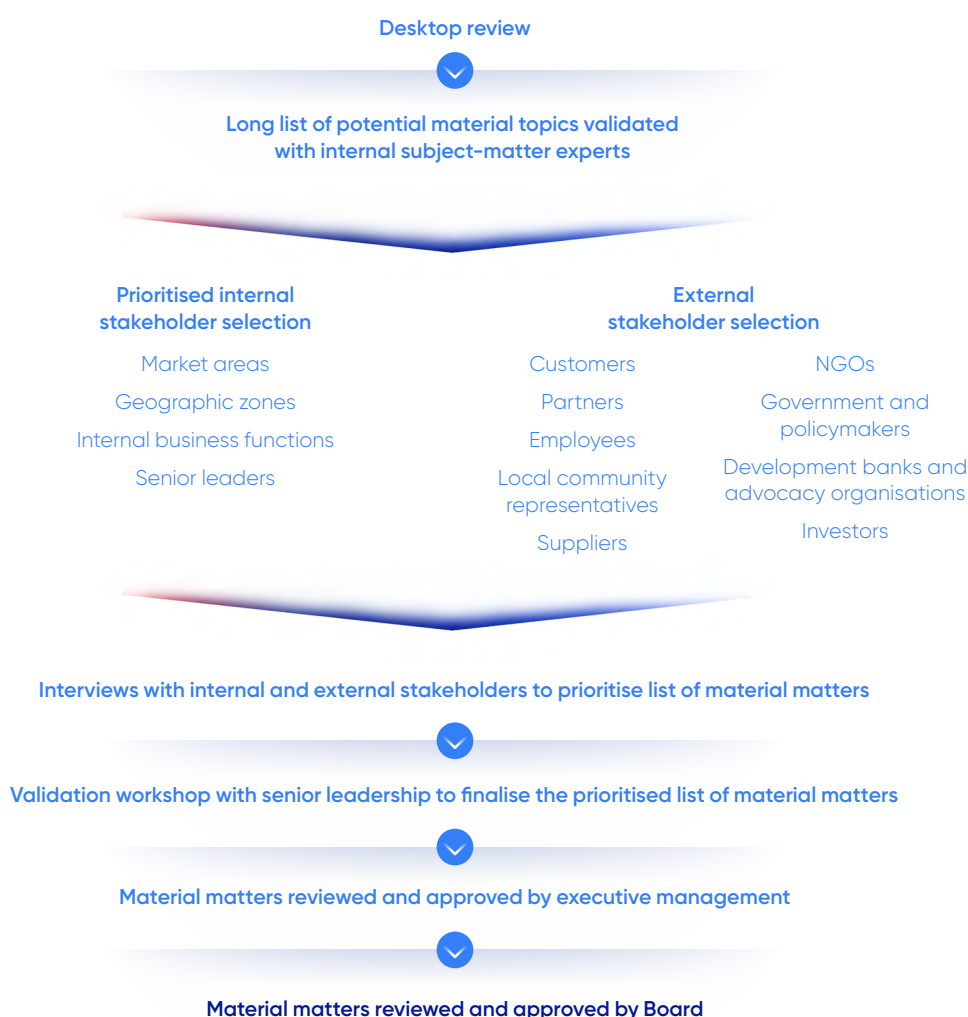 Desktop review
Long list of potential material topics validated
with internal subject-matter experts
Prioritised internal
stakeholder selection
Market areas
Geographic zones
Internal business functions
Senior leaders
External
stakeholder selection
Customers
Partners
Employees
Local community
representatives
Suppliers
NGOs
Government and
policymakers
Development banks and
advocacy organisations
Investors
Interviews with internal and external stakeholders to prioritise list of material matters
Validation workshop with senior leadership to finalise the prioritised list of material matters
Material matters reviewed and approved by executive management
Material matters reviewed and approved by Board